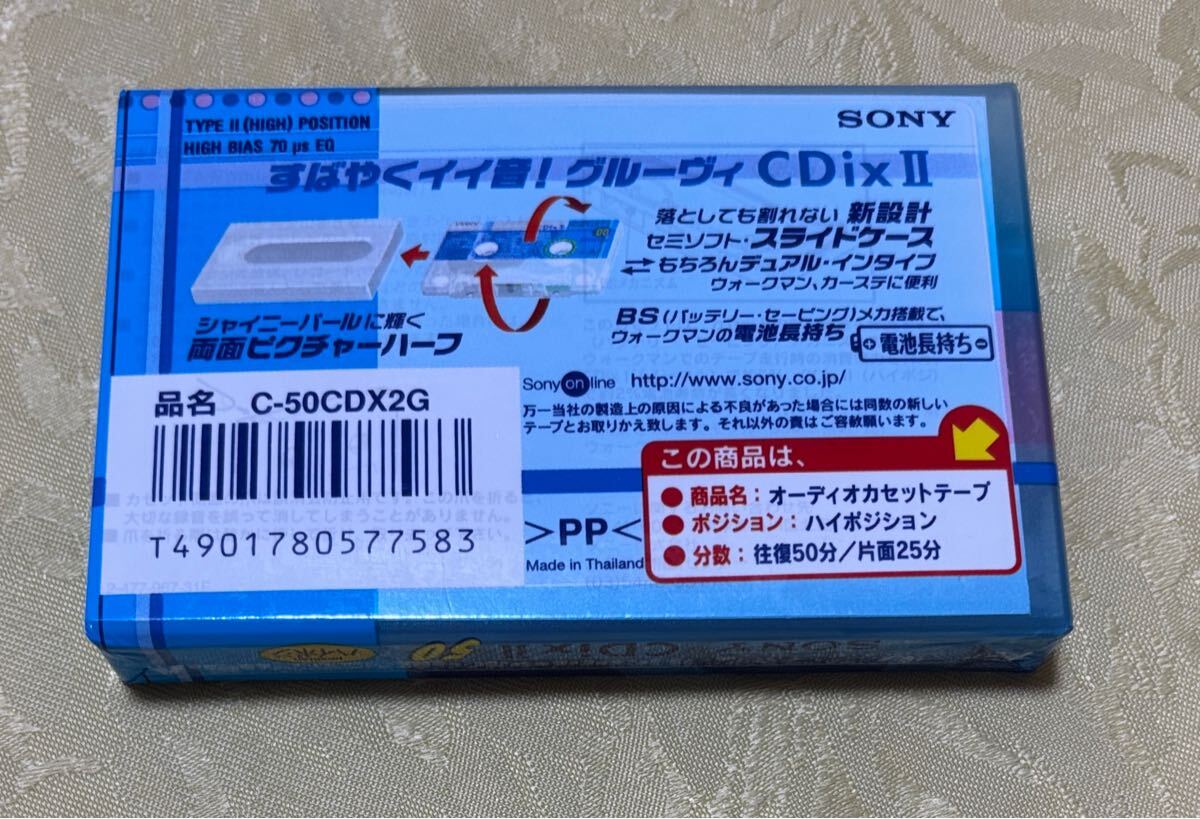 TYPE II (HIGH) POSITION
HIGH BIAS 70 µs EQ
SONY
すばやくイイ音！グルーヴィ CDixⅡ
落としても割れない 新設計
セミソフト・スライドケース
⇄もちろんデュアル・インタイプ
ウォークマン、カーステに便利
シャイニーパールに輝く
両面ピクチャーハーフ
BS(バッテリー・セービング)メカ搭載で、
ウォークマンの電池長持ち
+電池長持ち-
Sony on line http://www.sony.co.jp/
万一当社の製造上の原因による不良があった場合には同数の新しい
テープとお取りかえ致します。それ以外の責はご容赦願います。
品名 C-50CDX2G
T4901780577583
>PP<
Made in Thailand
この商品は、
●商品名：オーディオカセットテープ
●ポジション：ハイポジション
●分数：往復50分／片面25分
SONY CDixⅡ 50
ハイポジ